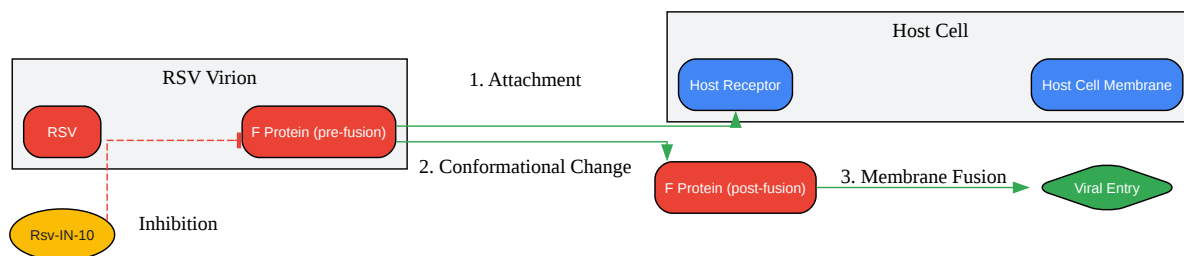 Host Cell
RSV Virion
1. Attachment
Host Receptor
Host Cell Membrane
RSV
F Protein (pre-fusion)
2. Conformational Change
F Protein (post-fusion)
3. Membrane Fusion
Viral Entry
Rsv-IN-10
Inhibition